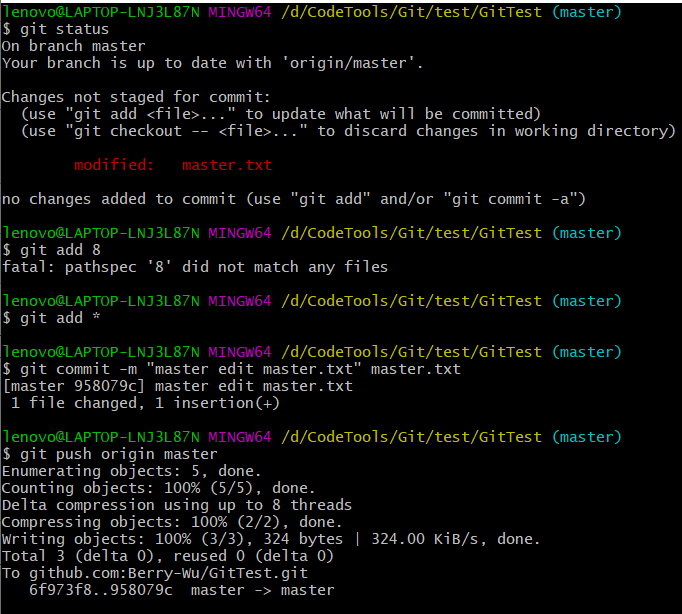 lenovo@LAPTOP-LNJ3L87N MINGW64 /d/CodeTools/Git/test/GitTest (master)
$ git status
On branch master
Your branch is up to date with 'origin/master'.
Changes not staged for commit:
  (use "git add <file>..." to update what will be committed)
  (use "git checkout -- <file>..." to discard changes in working directory)
        modified:   master.txt
no changes added to commit (use "git add" and/or "git commit -a")
lenovo@LAPTOP-LNJ3L87N MINGW64 /d/CodeTools/Git/test/GitTest (master)
$ git add 8
fatal: pathspec '8' did not match any files
lenovo@LAPTOP-LNJ3L87N MINGW64 /d/CodeTools/Git/test/GitTest (master)
$ git add *
lenovo@LAPTOP-LNJ3L87N MINGW64 /d/CodeTools/Git/test/GitTest (master)
$ git commit -m "master edit master.txt" master.txt
[master 958079c] master edit master.txt
 1 file changed, 1 insertion(+)
lenovo@LAPTOP-LNJ3L87N MINGW64 /d/CodeTools/Git/test/GitTest (master)
$ git push origin master
Enumerating objects: 5, done.
Counting objects: 100% (5/5), done.
Delta compression using up to 8 threads
Compressing objects: 100% (2/2), done.
Writing objects: 100% (3/3), 324 bytes | 324.00 KiB/s, done.
Total 3 (delta 0), reused 0 (delta 0)
To github.com:Berry-Wu/GitTest.git
   6f973f8..958079c  master -> master